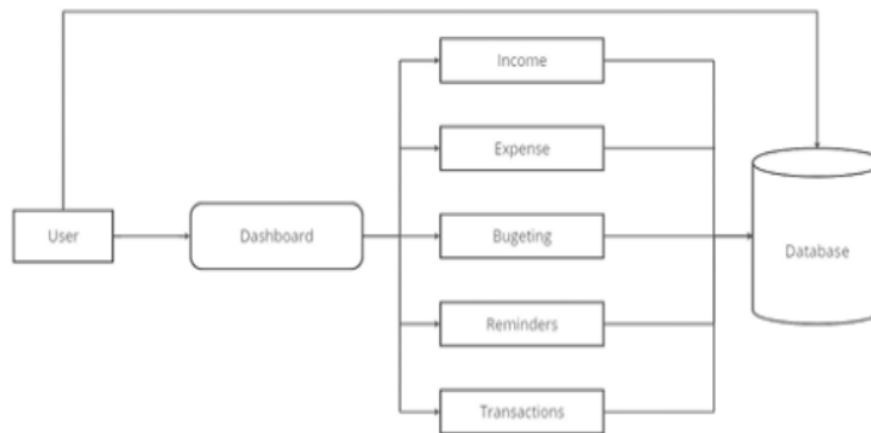 Income
Expense
User
Dashboard
Bugeting
Database
Reminders
Transactions